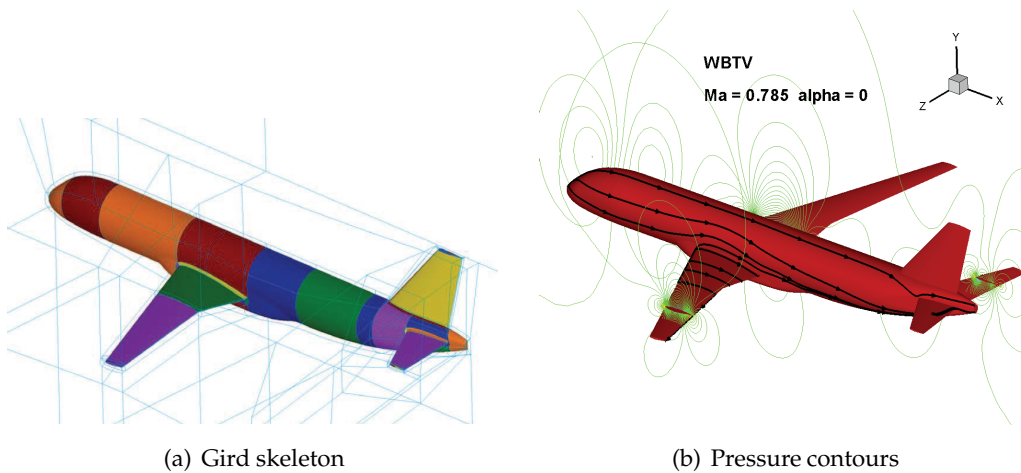 WBTV
Ma = 0.785 alpha = 0
Y
Z
X
(a) Gird skeleton
(b) Pressure contours